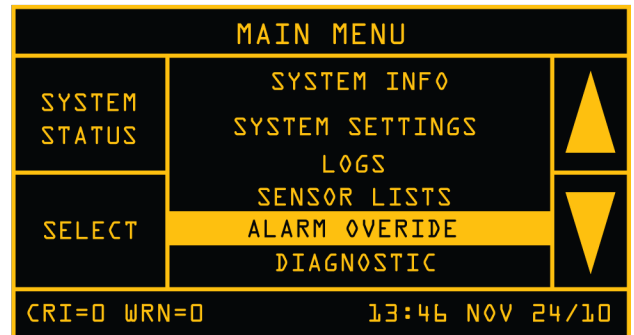 MAIN MENU
SYSTEM STATUS
SELECT
SYSTEM INFO
SYSTEM SETTINGS
LOGS
SENSOR LISTS
ALARM OVERIDE
DIAGNOSTIC
CRI=0 WRN=0 13:46 NOV 24/10